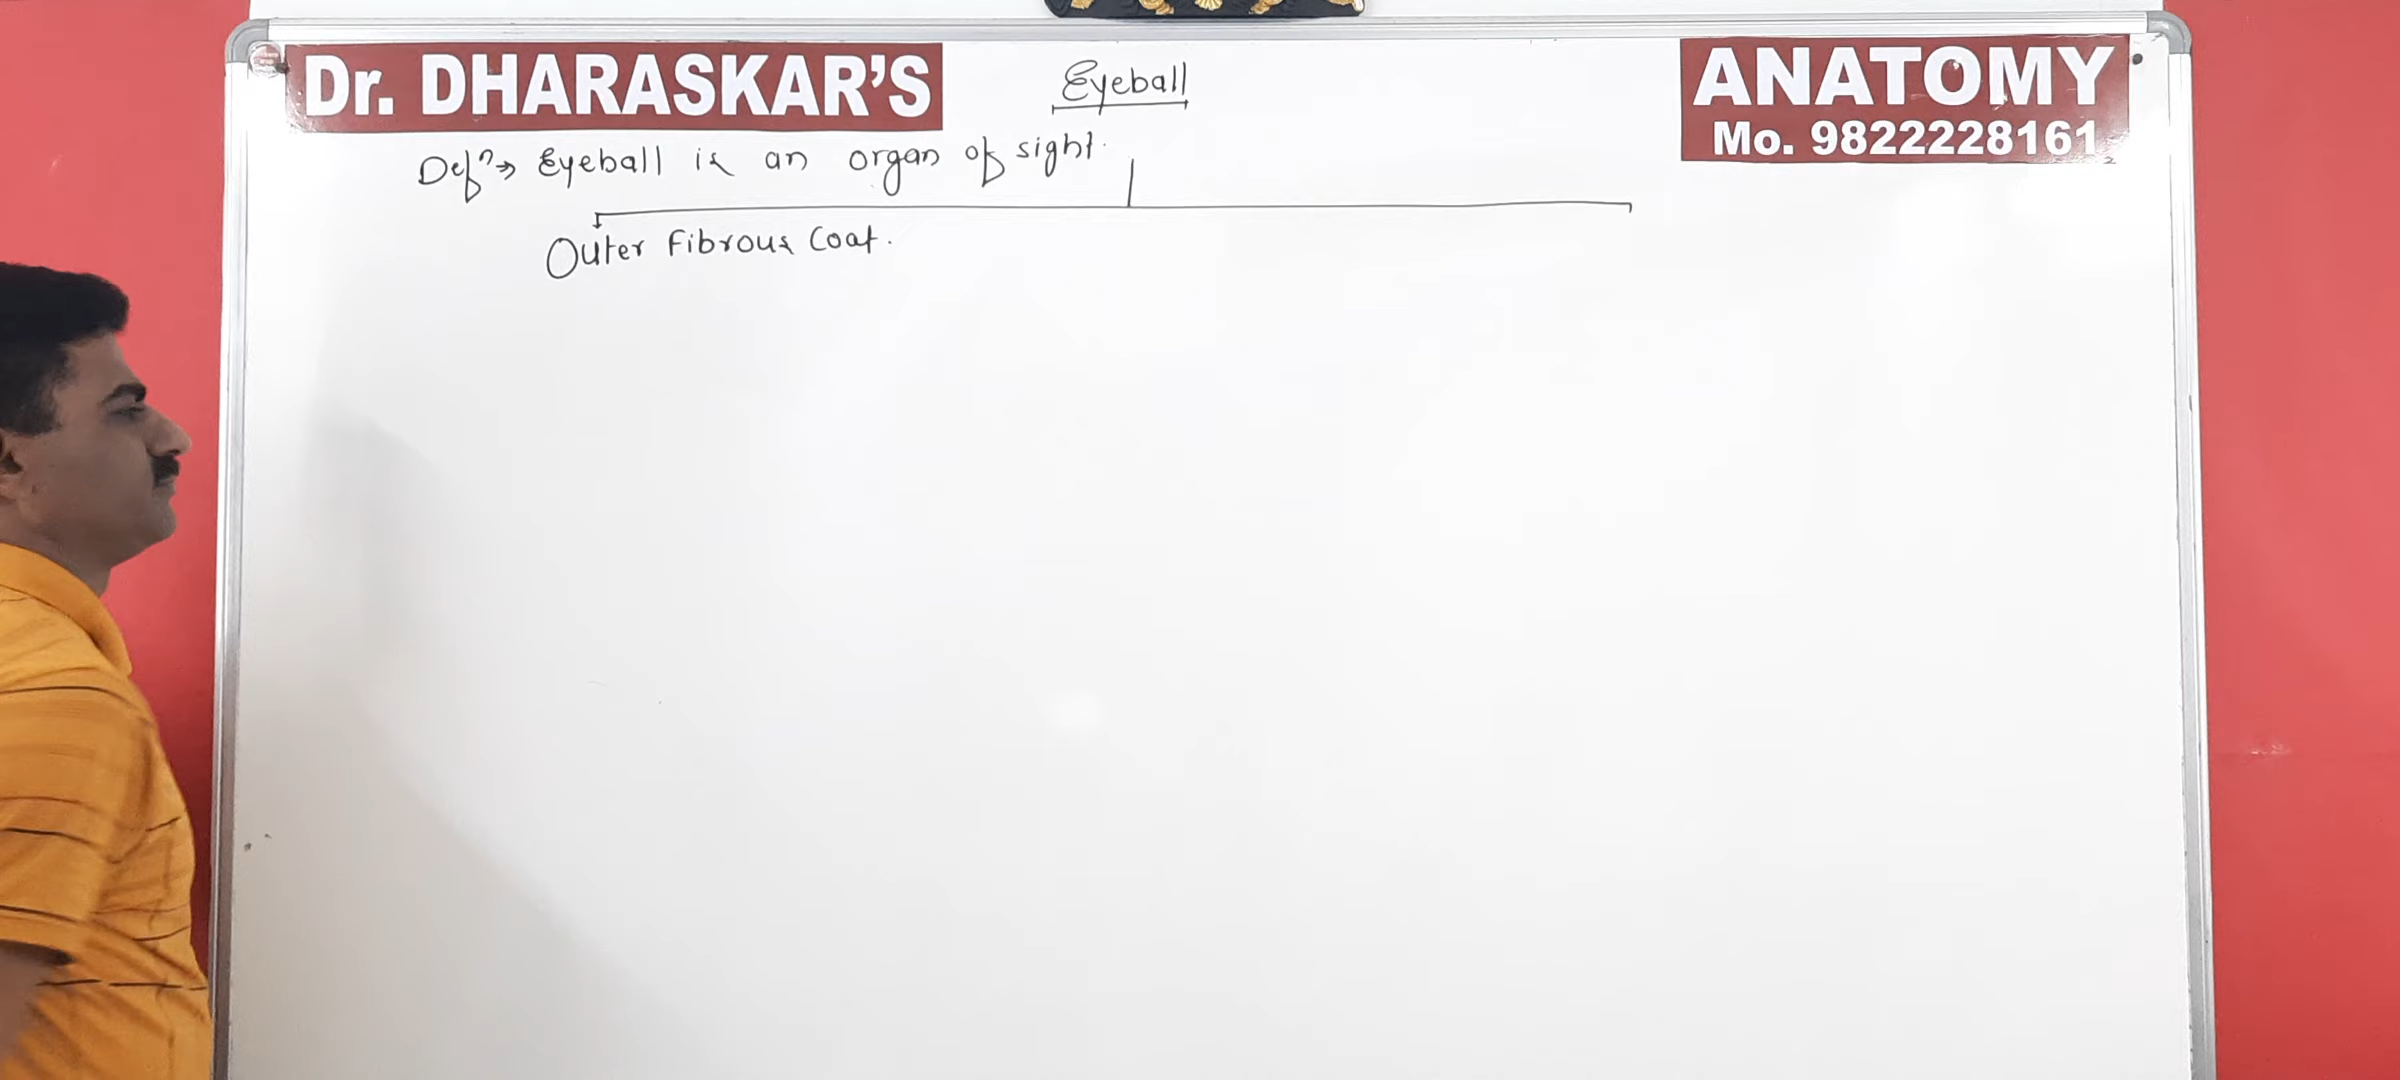 Dr. DHARASKAR'S
Eyeball
ANATOMY
Mo. 9822228161
Defⁿ → Eyeball is an organ of sight.
Outer Fibrous Coat.